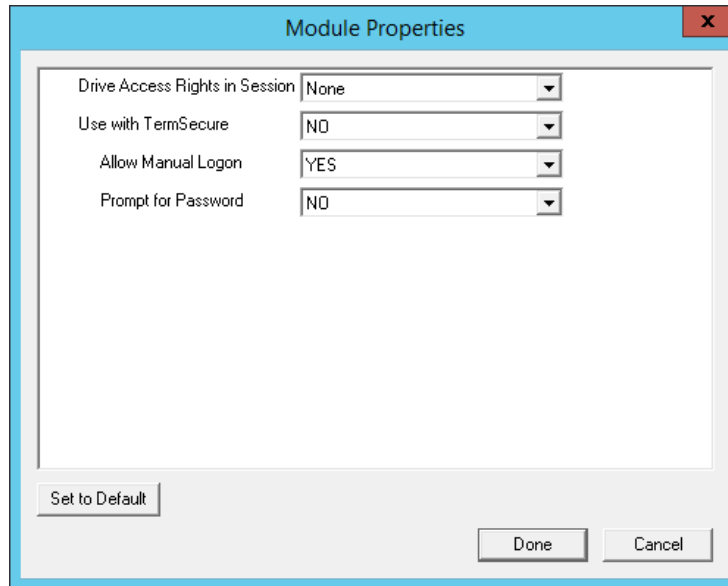 Module Properties
x
Drive Access Rights in Session None
Use with TermSecure NO
Allow Manual Logon YES
Prompt for Password NO
Set to Default
Done Cancel